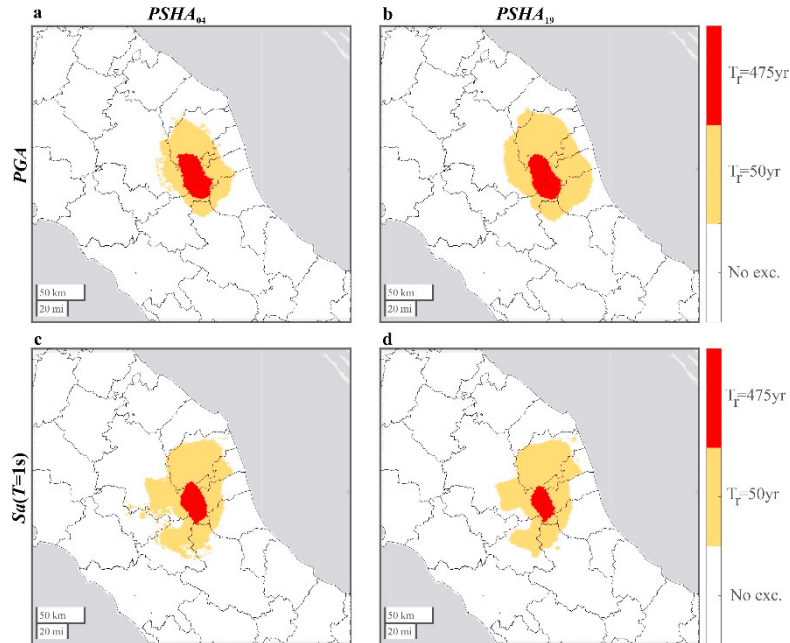 a
PSHA04
b
PSHA19
PGA
50 km
20 mi
50 km
20 mi
Tr=475yr
Tr=50yr
No exc.
c
d
Sa(T=1s)
50 km
20 mi
50 km
20 mi
Tr=475yr
Tr=50yr
No exc.